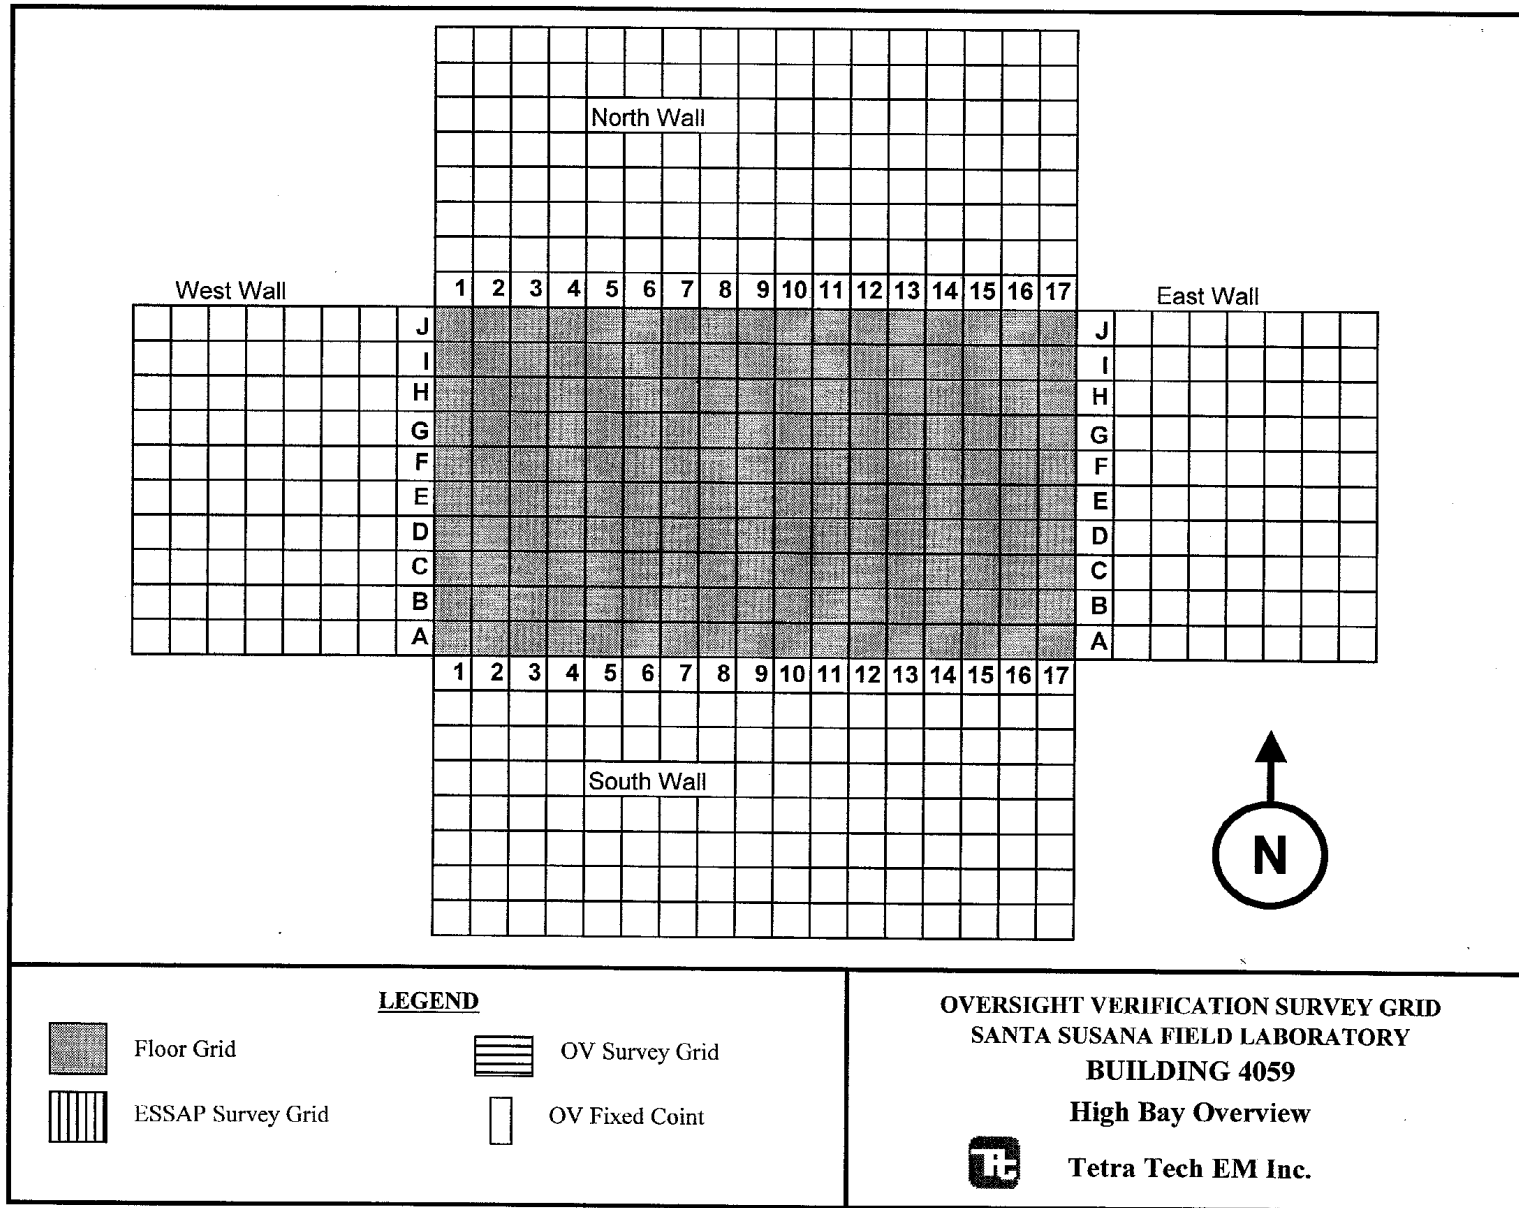 North Wall
West Wall
East Wall
1 2 3 4 5 6 7 8 9 10 11 12 13 14 15 16 17
J J
I I
H H
G G
F F
E E
D D
C C
B B
A A
1 2 3 4 5 6 7 8 9 10 11 12 13 14 15 16 17
South Wall
N
LEGEND
Floor Grid
OV Survey Grid
ESSAP Survey Grid
OV Fixed Coint
OVERSIGHT VERIFICATION SURVEY GRID
SANTA SUSANA FIELD LABORATORY
BUILDING 4059
High Bay Overview
Tt
Tetra Tech EM Inc.